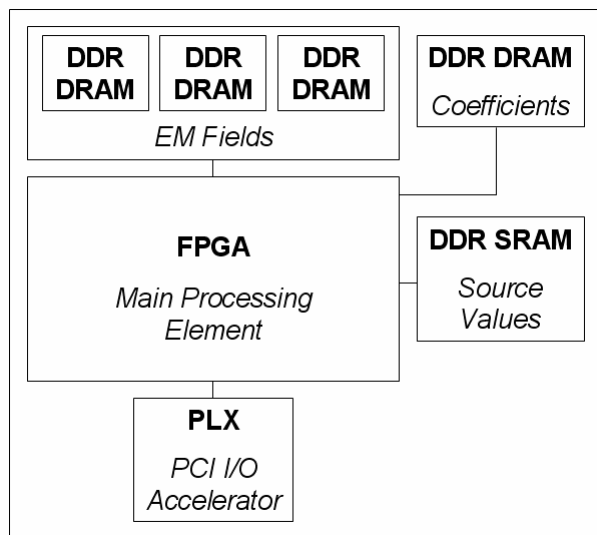 DDR
DRAM
DDR
DRAM
DDR
DRAM
EM Fields
DDR DRAM
Coefficients
FPGA
Main Processing
Element
DDR SRAM
Source
Values
PLX
PCI I/O
Accelerator